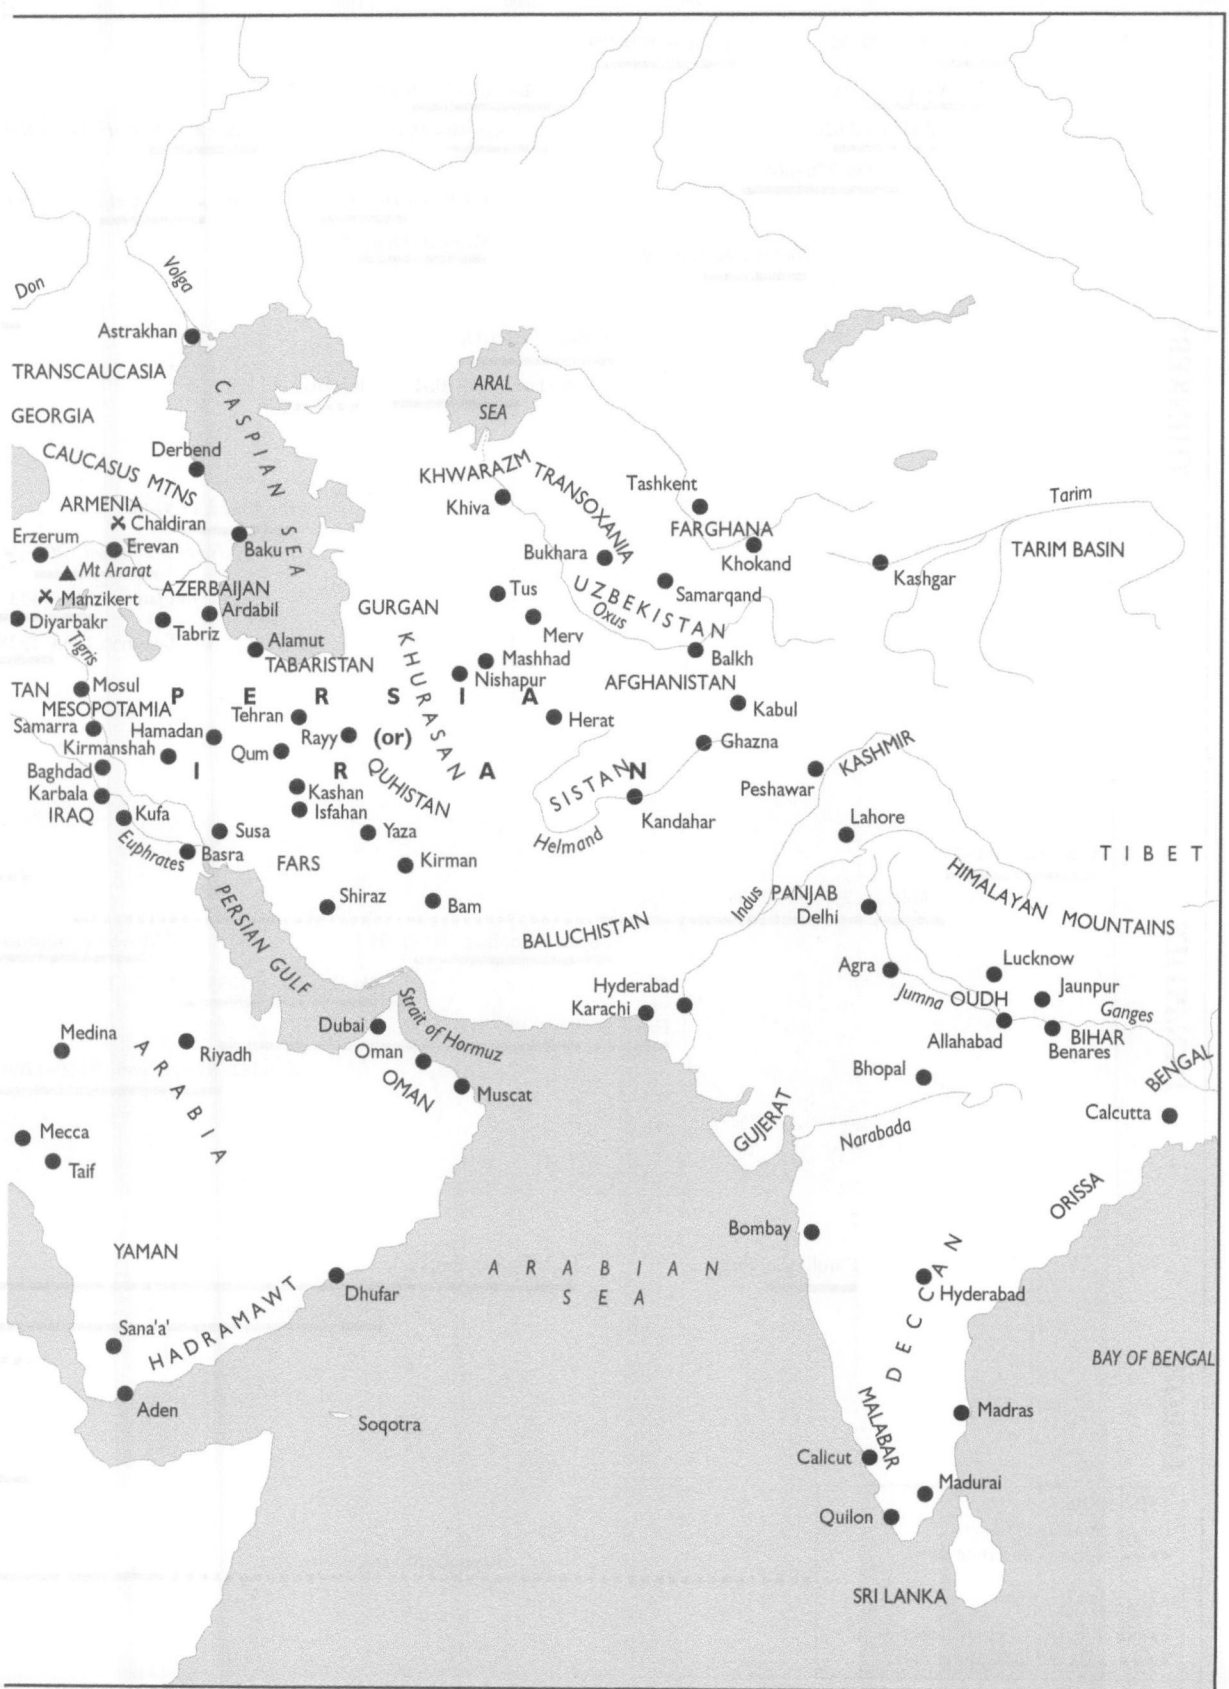 Don
Volga
Astrakhan
TRANSCAUCASIA
GEORGIA
CASPIAN SEA
ARAL
SEA
CAUCASUS MTNS
Derbend
ARMENIA
Chaldiran
Erzerum
Erevan
Baku
Mt Ararat
Manzikert
AZERBAIJAN
Ardabil
Diyarbakr
Tabriz
Tigris
Alamut
TABARISTAN
GURGAN
KHWARAZM
TRANSOXANIA
Khiva
Tashkent
FARGHANA
Khokand
Bukhara
Samarqand
UZBEKISTAN
Oxus
Tus
Merv
Mashhad
Nishapur
Balkh
Kashgar
Tarim
TARIM BASIN
TAN
Mosul
MESOPOTAMIA
PERSIA
(or)
IRAN
KHURASAN
AFGHANISTAN
Samarra
Hamadan
Tehran
Rayy
Herat
Kabul
Kirmanshah
Qum
Ghazna
Baghdad
Karbala
Kashan
Isfahan
QUHISTAN
SISTAN
Peshawar
KASHMIR
IRAQ
Kufa
Susa
Yaza
Helmand
Kandahar
Lahore
Euphrates
Basra
FARS
Kirman
TIBET
Shiraz
Bam
Indus
PANJAB
Delhi
HIMALAYAN MOUNTAINS
PERSIAN GULF
BALUCHISTAN
Agra
Lucknow
Jumna
OUDH
Jaunpur
Ganges
Hyderabad
Karachi
Strait of Hormuz
Medina
ARABIA
Riyadh
Dubai
Oman
OMAN
Muscat
Allahabad
BIHAR
Benares
Bhopal
BENGAL
GUJERAT
Narabada
Calcutta
Mecca
Taif
ORISSA
Bombay
YAMAN
ARABIAN
SEA
DECCAN
Hyderabad
Dhufar
HADRAMAWT
Sana'a'
Aden
Soqotra
BAY OF BENGAL
MALABAR
Madras
Calicut
Madurai
Quilon
SRI LANKA